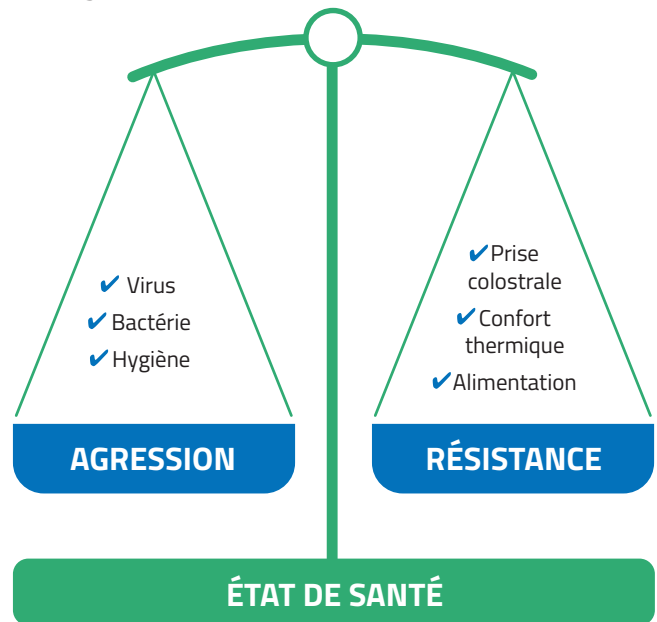 ✔ Virus
✔ Bactérie
✔ Hygiène
AGRESSION
✔ Prise
colostrale
✔ Confort
thermique
✔ Alimentation
RÉSISTANCE
ÉTAT DE SANTÉ